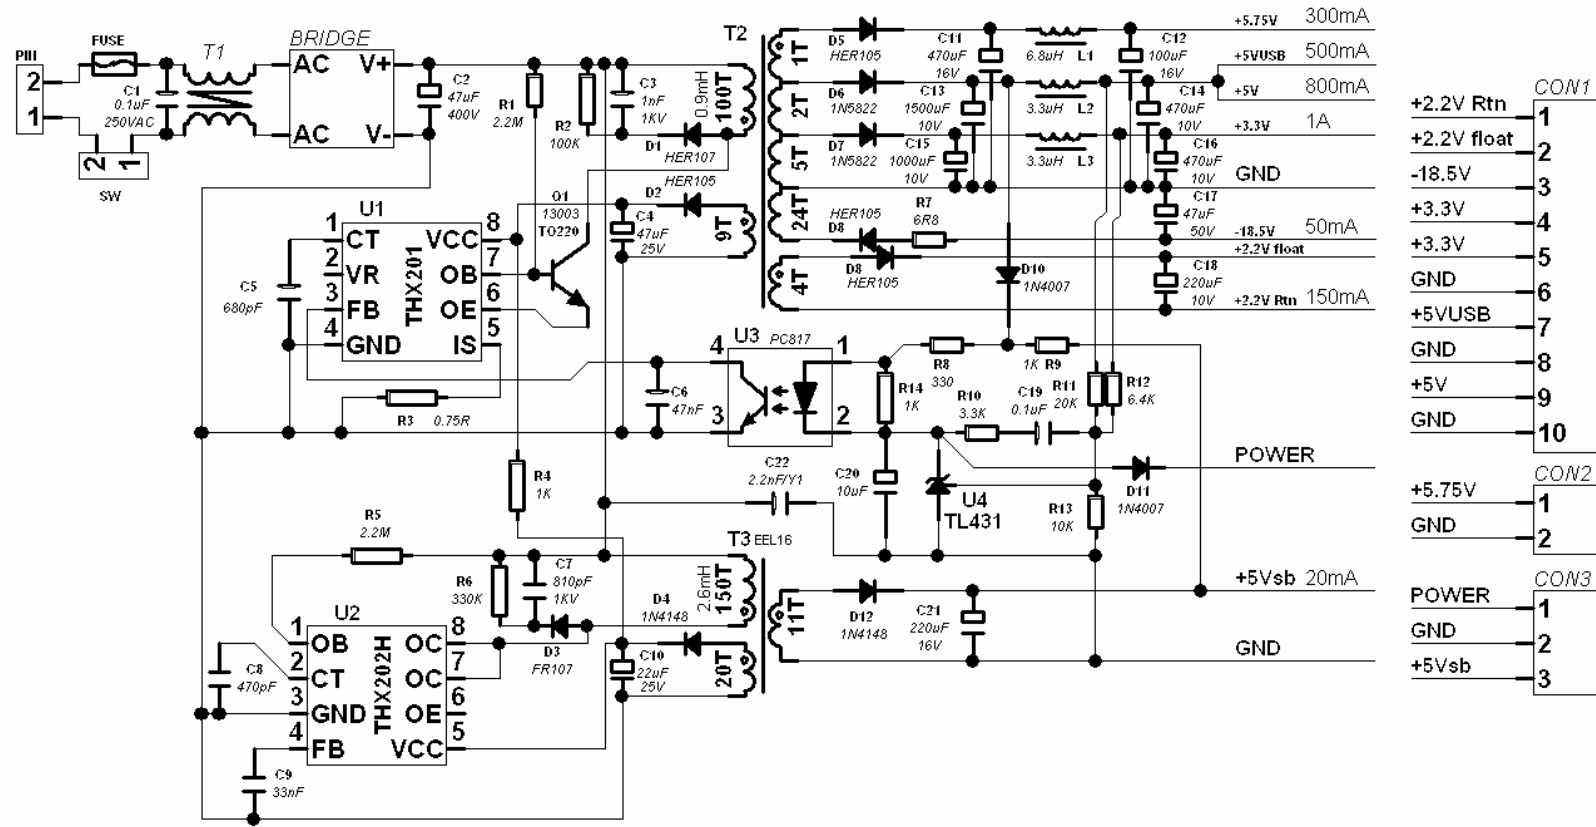 PIII
2
1
FUSE
C1
0.1uF
250VAC
T1
2 1
SW
BRIDGE
AC V+
AC V-
C2
47uF
400V
R1
2.2M
R2
100K
C3
1nF
1KV
D1
HER107
0.9mH
100T
T2
HER105
D2
C4
47uF
25V
9T
Q1
13003
TO220
U1
THX201
1 CT
2 VR
3 FB
4 GND
8 VCC
7 OB
6 OE
5 IS
C5
680pF
R3 0.75R
C6
47nF
1T
2T
5T
24T
4T
D5
HER105
D6
1N5822
D7
1N5822
HER105
D8
D8
HER105
R7
6R8
C11
470uF
16V
C13
1500uF
10V
C15
1000uF
10V
6.8uH L1
3.3uH L2
3.3uH L3
C12
100uF
16V
C14
470uF
10V
C16
470uF
10V
C17
47uF
50V
C18
220uF
10V
D10
1N4007
+5.75V 300mA
+5VUSB 500mA
+5V 800mA
+3.3V 1A
GND
-18.5V 50mA
+2.2V float
+2.2V Rtn 150mA
U3 PC817
4 1
3 2
R8
330
1K R9
R14
1K
R10
3.3K
C19
0.1uF
R11
20K
R12
6.4K
POWER
D11
1N4007
C20
10uF
U4
TL431
R13
10K
C22
2.2nF/Y1
R4
1K
R5
2.2M
R6
330K
C7
810pF
1KV
D3
FR107
D4
1N4148
T3 EEL16
2.6mH
150T
20T
11T
C10
22uF
25V
D12
1N4148
C21
220uF
16V
+5Vsb 20mA
GND
U2
THX202H
1 OB
2 CT
3 GND
4 FB
8 OC
7 OC
6 OE
5 VCC
C8
470pF
C9
33nF
CON1
+2.2V Rtn 1
+2.2V float 2
-18.5V 3
+3.3V 4
+3.3V 5
GND 6
+5VUSB 7
GND 8
+5V 9
GND 10
CON2
+5.75V 1
GND 2
CON3
POWER 1
GND 2
+5Vsb 3